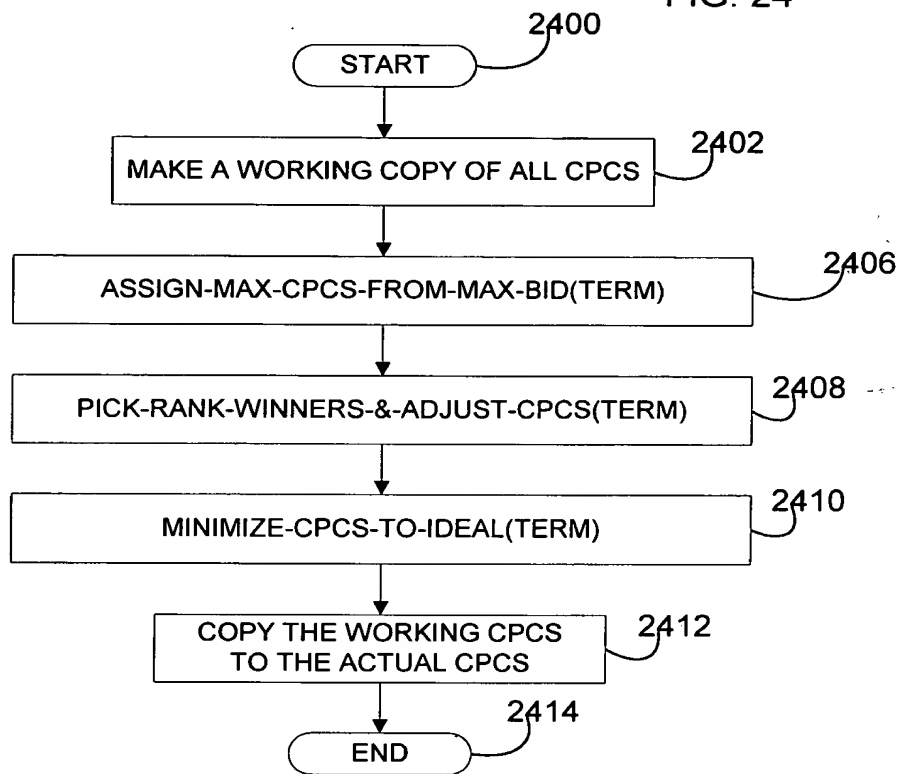 FIG. 24
2400
START
2402
MAKE A WORKING COPY OF ALL CPCS
2406
ASSIGN-MAX-CPCS-FROM-MAX-BID(TERM)
2408
PICK-RANK-WINNERS-&-ADJUST-CPCS(TERM)
2410
MINIMIZE-CPCS-TO-IDEAL(TERM)
COPY THE WORKING CPCS
2412
TO THE ACTUAL CPCS
2414
END